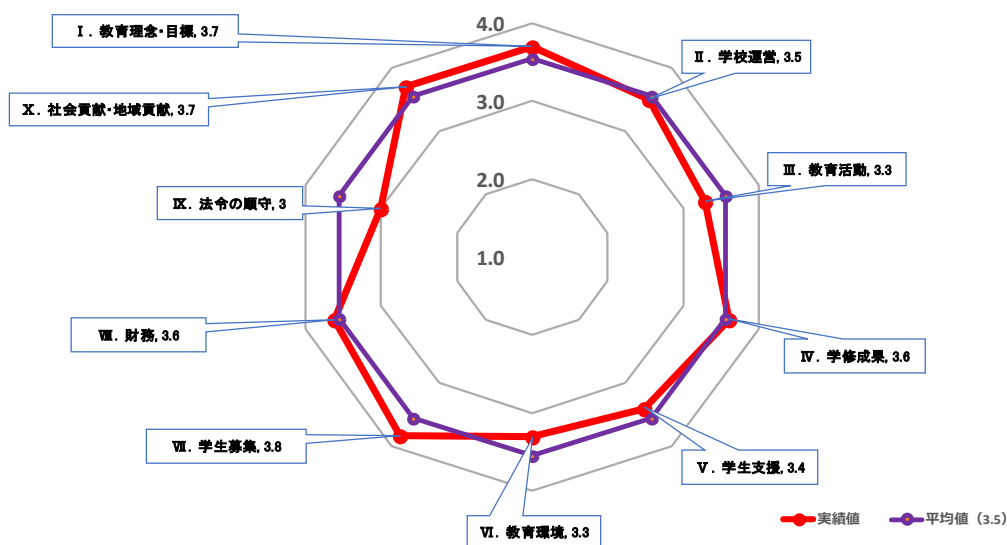 Ⅰ．教育理念・目標, 3.7
4.0
Ⅱ．学校運営, 3.5
Ⅹ．社会貢献・地域貢献, 3.7
3.0
Ⅲ．教育活動, 3.3
2.0
Ⅸ．法令の順守, 3
1.0
Ⅷ．財務, 3.6
Ⅳ．学修成果, 3.6
Ⅶ．学生募集, 3.8
Ⅴ．学生支援, 3.4
Ⅵ．教育環境, 3.3
実績値
平均値（3.5）